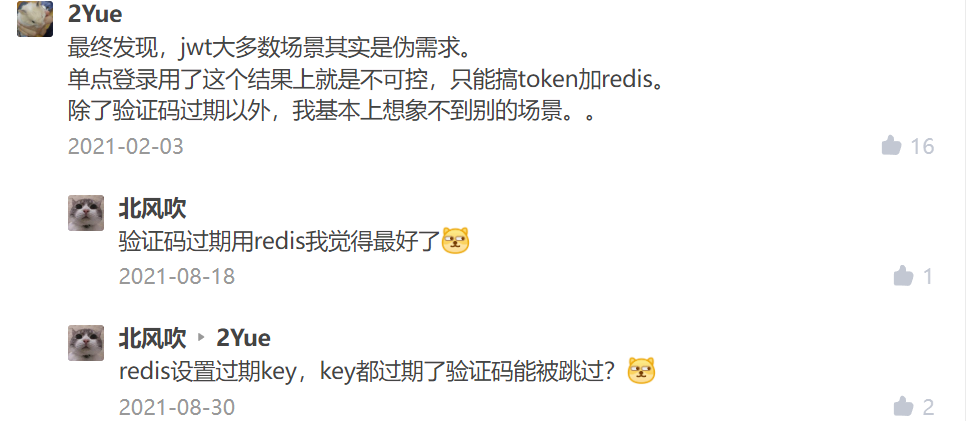 2Yue
最终发现，jwt大多数场景其实是伪需求。
单点登录用了这个结果上就是不可控，只能搞token加redis。
除了验证码过期以外，我基本上想象不到别的场景。。
2021-02-03 16
北风吹
验证码过期用redis我觉得最好了
2021-08-18 1
北风吹 ▸ 2Yue
redis设置过期key，key都过期了验证码能被跳过？
2021-08-30 2